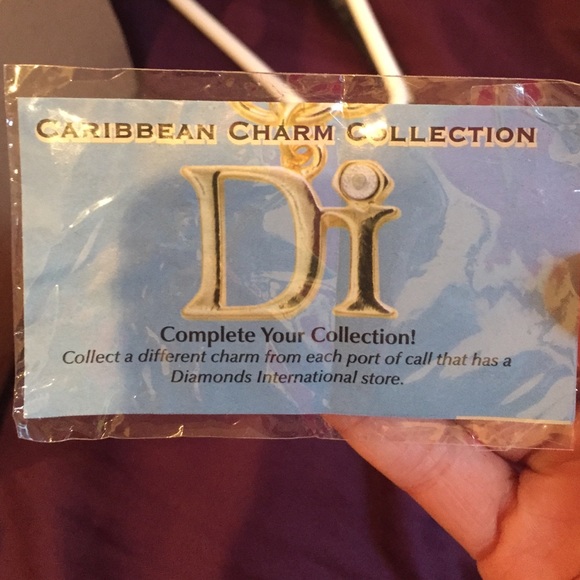 CARIBBEAN CHARM COLLECTION
Di
Complete Your Collection!
Collect a different charm from each port of call that has a
Diamonds International store.